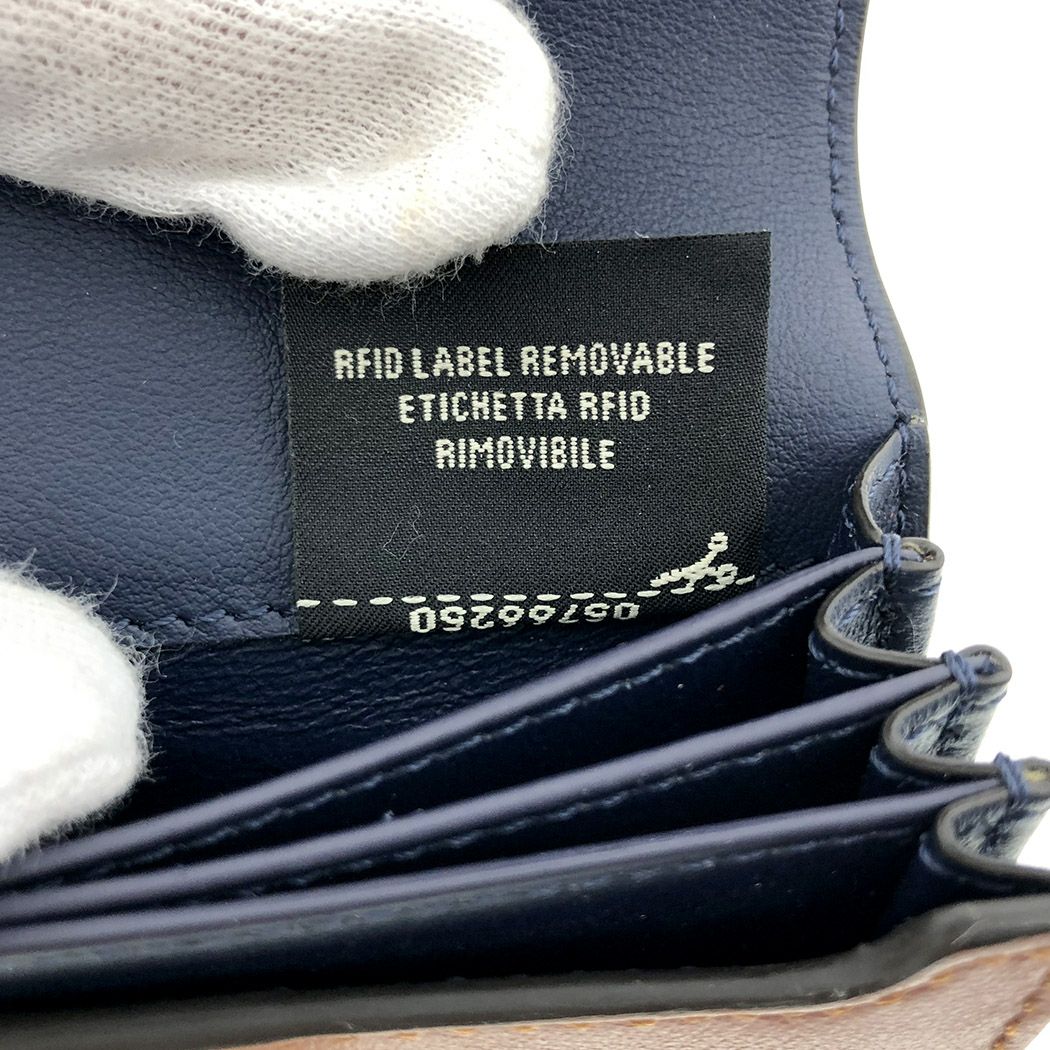 RFID LABEL REMOVABLE
ETICHETTA RFID
RIMOVIBILE
05766250